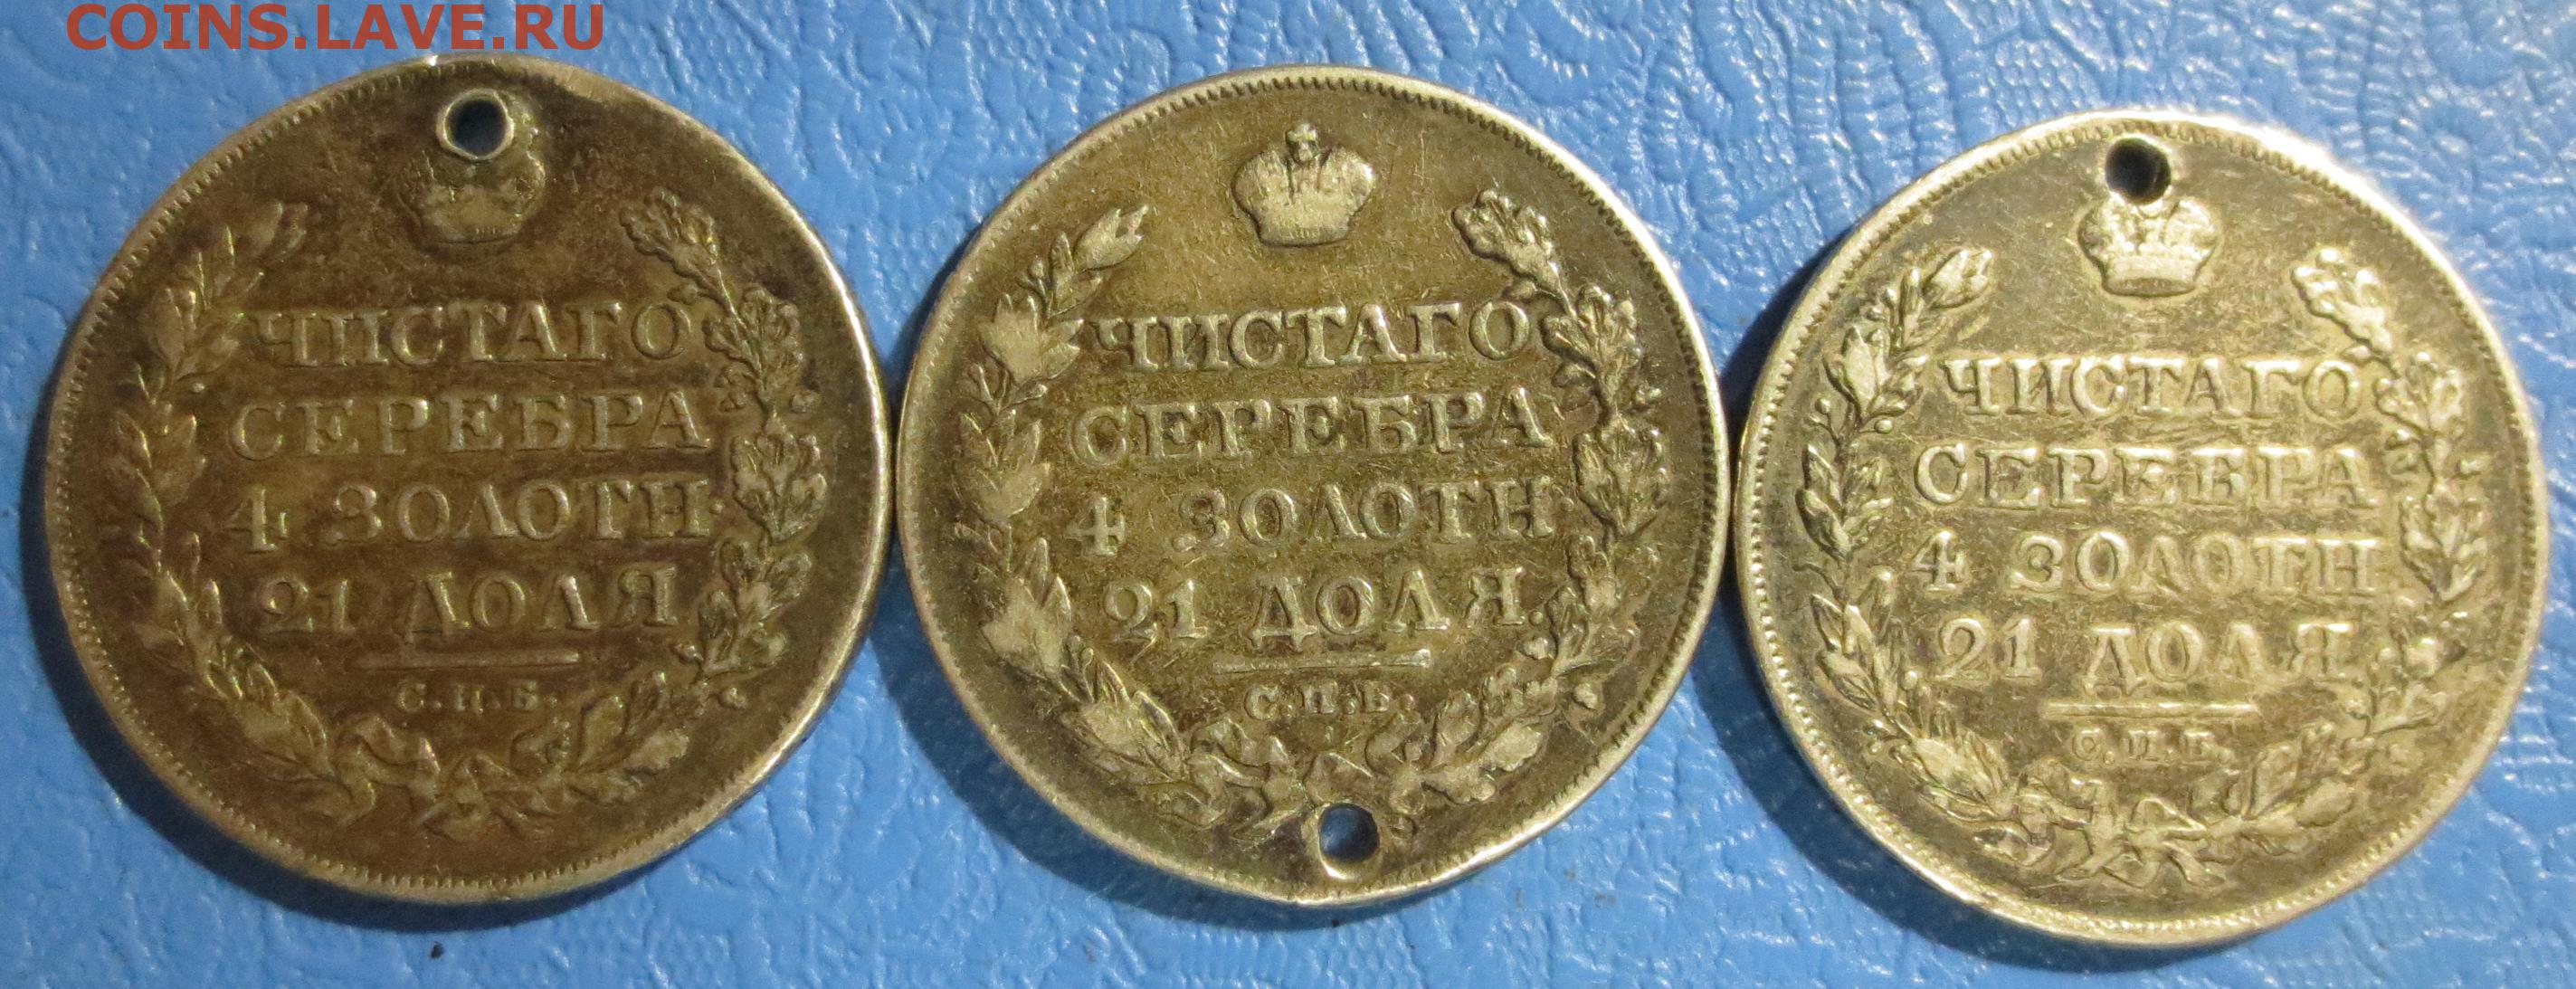 COINS.LAVE.RU
ЧИСТАГО
СЕРЕБРА
4 ЗОЛОТН
21 ДОЛЯ
С.П.Б.
ЧИСТАГО
СЕРЕБРА
4 ЗОЛОТН
21 ДОЛЯ
С.П.Б.
ЧИСТАГО
СЕРЕБРА
4 ЗОЛОТН
21 ДОЛЯ
С.П.Б.